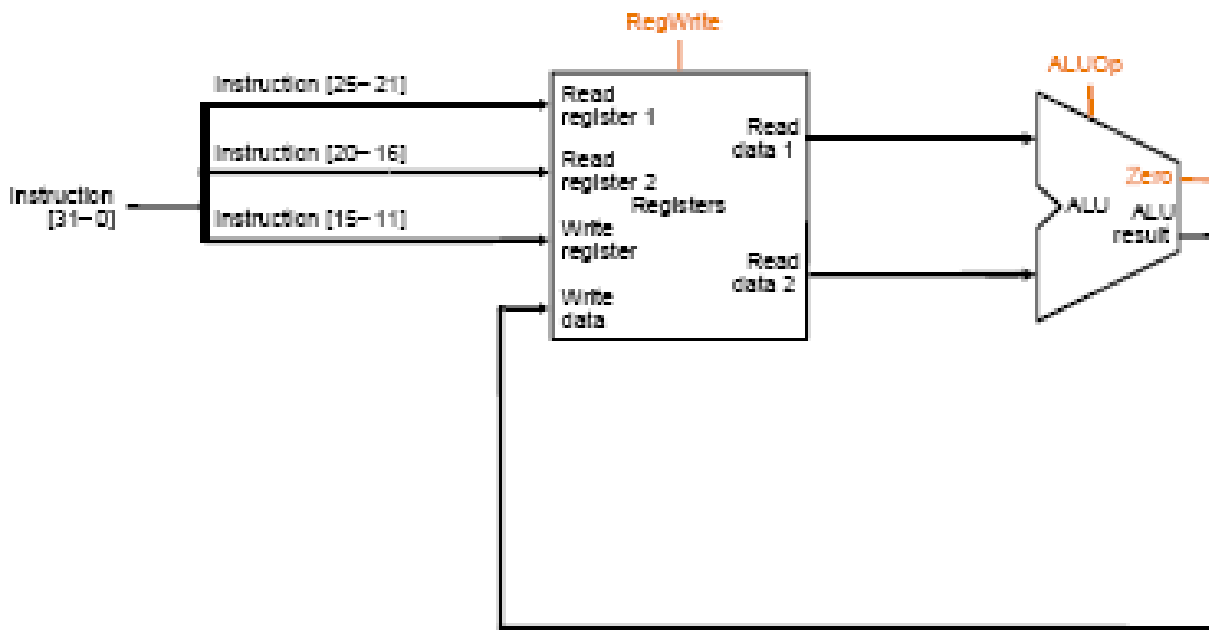 RegWrite
Instruction [25–21]
Read
register 1
Read
data 1
ALUOp
Instruction [20–16]
Read
register 2
Registers
Instruction
[31–0]
Instruction [15–11]
Write
register
Read
data 2
Write
data
Zero
ALU
ALU
result